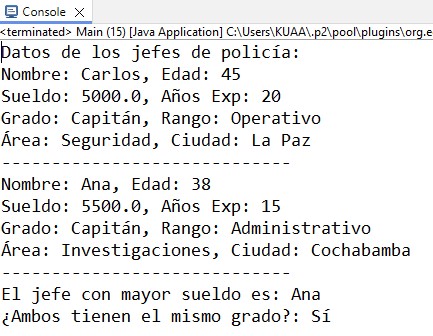 Console
<terminated> Main (15) [Java Application] C:\Users\KUAA\.p2\pool\plugins\org.e
Datos de los jefes de policía:
Nombre: Carlos, Edad: 45
Sueldo: 5000.0, Años Exp: 20
Grado: Capitán, Rango: Operativo
Área: Seguridad, Ciudad: La Paz
-----------------------------
Nombre: Ana, Edad: 38
Sueldo: 5500.0, Años Exp: 15
Grado: Capitán, Rango: Administrativo
Área: Investigaciones, Ciudad: Cochabamba
-----------------------------
El jefe con mayor sueldo es: Ana
¿Ambos tienen el mismo grado?: Sí